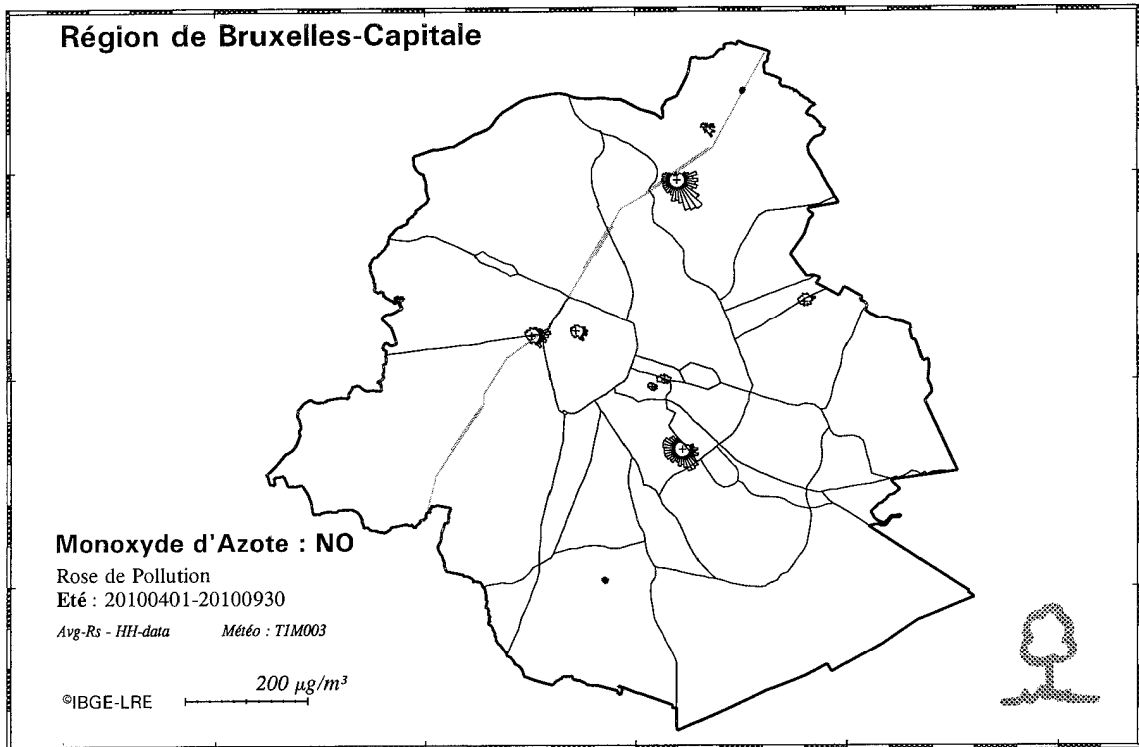 Région de Bruxelles-Capitale
Monoxyde d'Azote : NO
Rose de Pollution
Eté : 20100401-20100930
Avg-Rs - HH-data Météo : T1M003
200 µg/m³
©IBGE-LRE